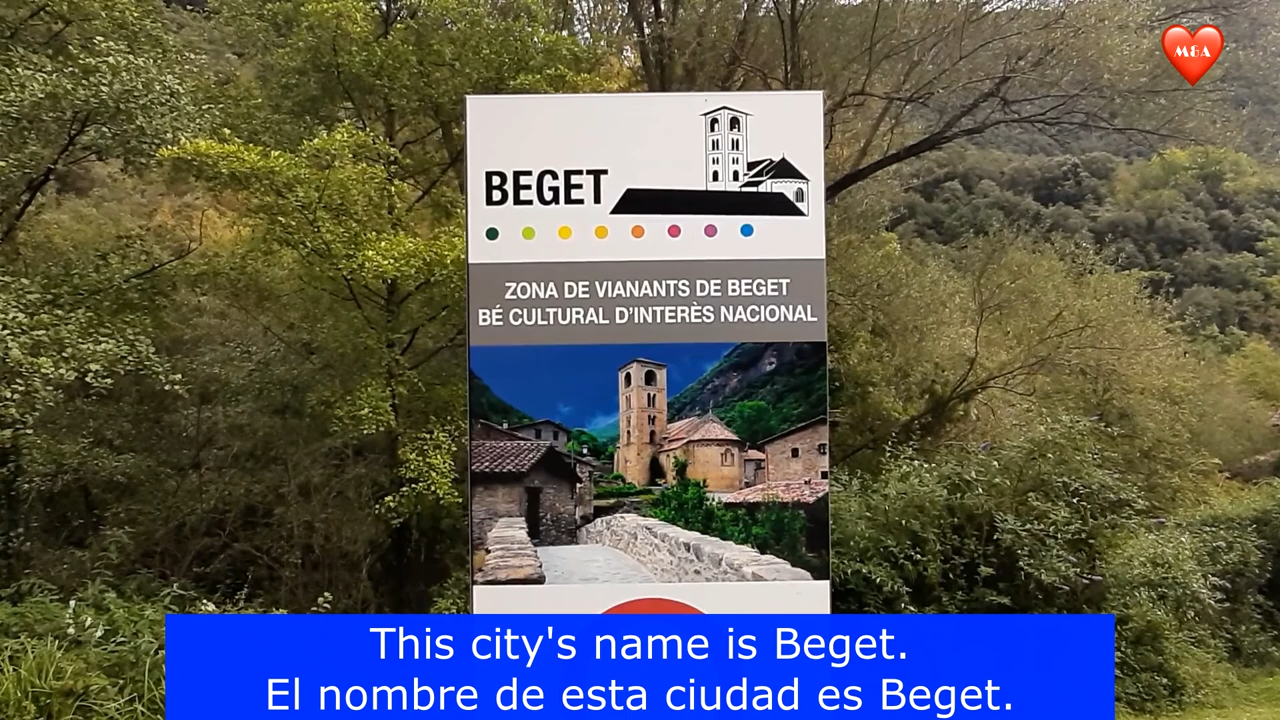 M&A
BEGET
ZONA DE VIANANTS DE BEGET
BÉ CULTURAL D'INTERÈS NACIONAL
This city's name is Beget.
El nombre de esta ciudad es Beget.